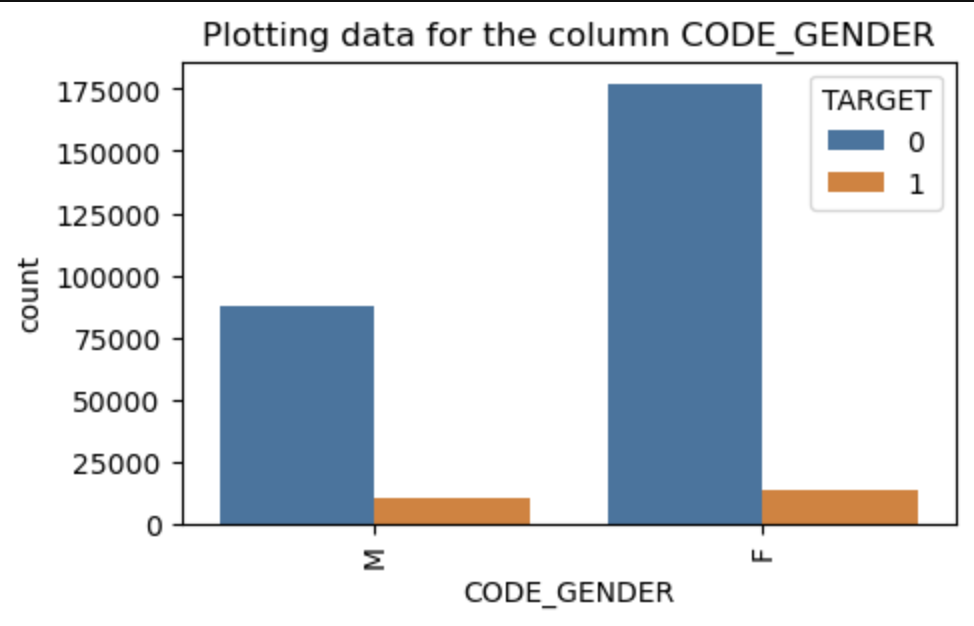 Plotting data for the column CODE_GENDER
175000
150000
125000
100000
75000
50000
25000
0
count
TARGET
0
1
M
F
CODE_GENDER